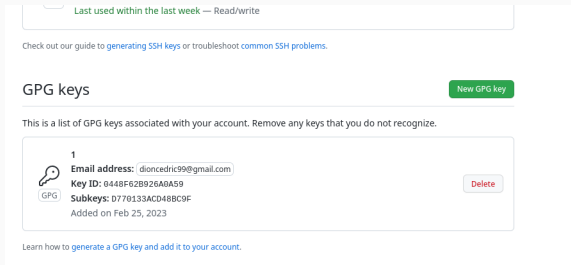 Last used within the last week — Read/write
Check out our guide to generating SSH keys or troubleshoot common SSH problems.
GPG keys
New GPG key
This is a list of GPG keys associated with your account. Remove any keys that you do not recognize.
1
Email address: dioncedric99@gmail.com
Key ID: 0448F62B926A0A59
GPG
Subkeys: D770133ACD48BC9F
Added on Feb 25, 2023
Delete
Learn how to generate a GPG key and add it to your account.